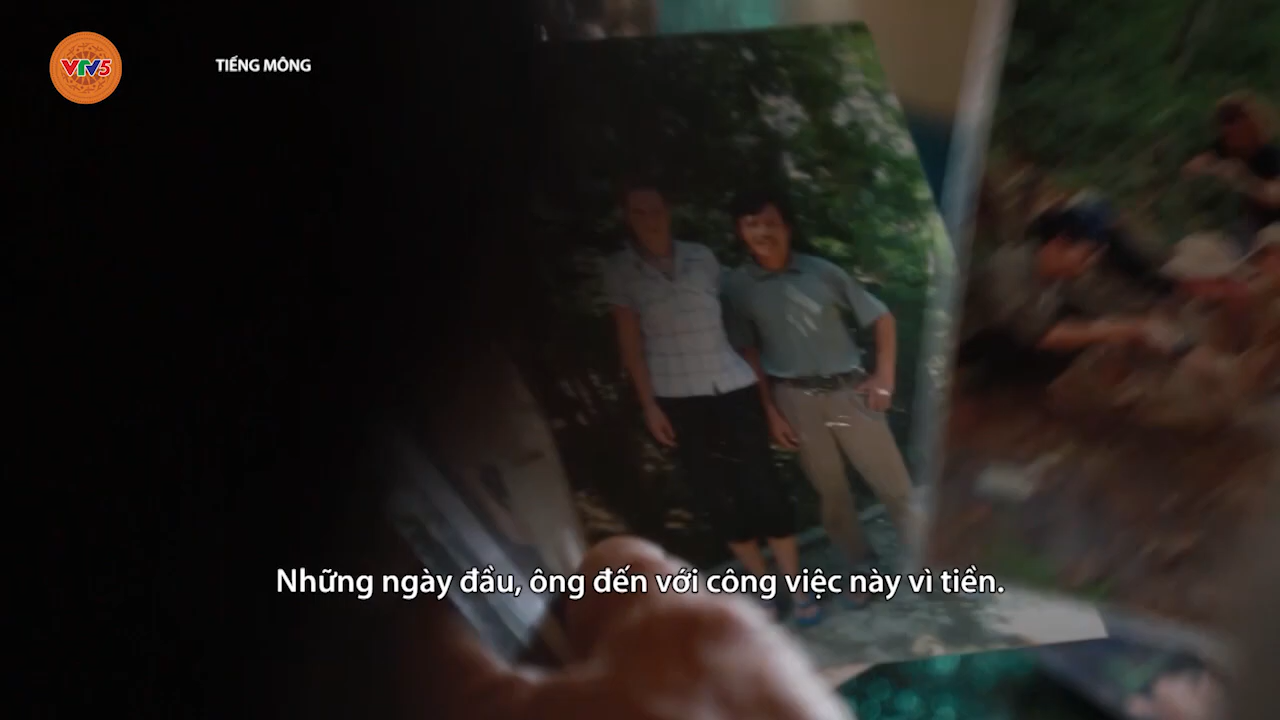 VTV5
TIẾNG MÔNG
Những ngày đầu, ông đến với công việc này vì tiền.